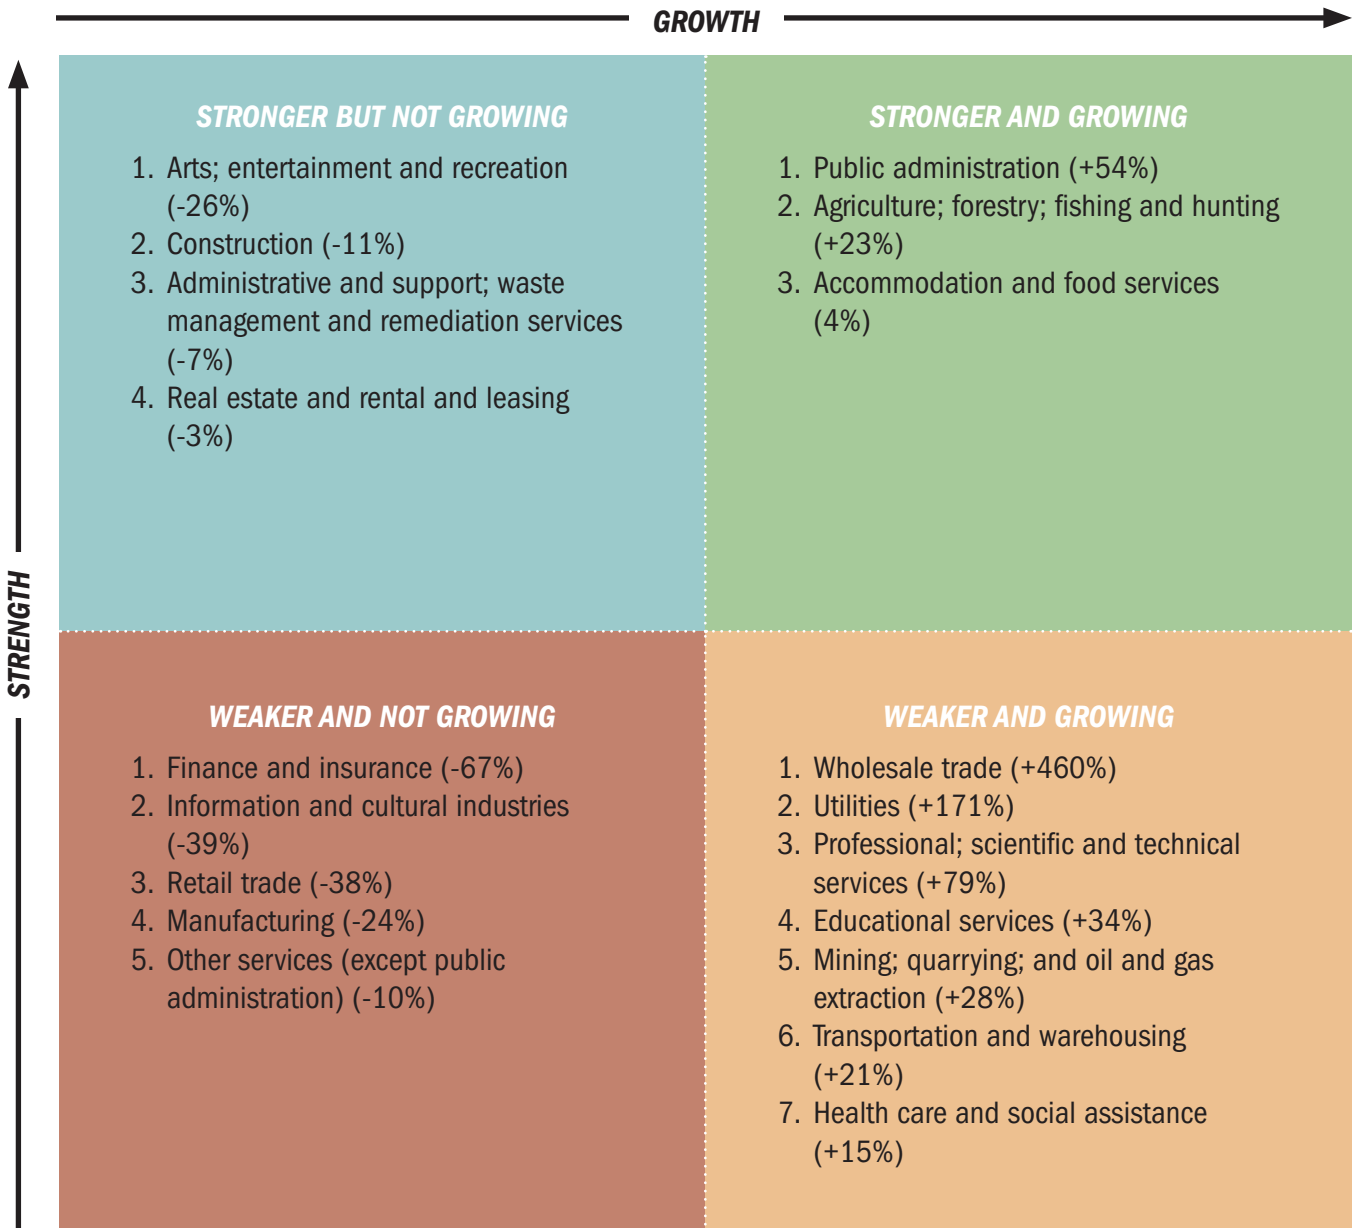 GROWTH
STRENGTH
STRONGER BUT NOT GROWING
1. Arts; entertainment and recreation
(-26%)
2. Construction (-11%)
3. Administrative and support; waste
management and remediation services
(-7%)
4. Real estate and rental and leasing
(-3%)
STRONGER AND GROWING
1. Public administration (+54%)
2. Agriculture; forestry; fishing and hunting
(+23%)
3. Accommodation and food services
(4%)
WEAKER AND NOT GROWING
1. Finance and insurance (-67%)
2. Information and cultural industries
(-39%)
3. Retail trade (-38%)
4. Manufacturing (-24%)
5. Other services (except public
administration) (-10%)
WEAKER AND GROWING
1. Wholesale trade (+460%)
2. Utilities (+171%)
3. Professional; scientific and technical
services (+79%)
4. Educational services (+34%)
5. Mining; quarrying; and oil and gas
extraction (+28%)
6. Transportation and warehousing
(+21%)
7. Health care and social assistance
(+15%)